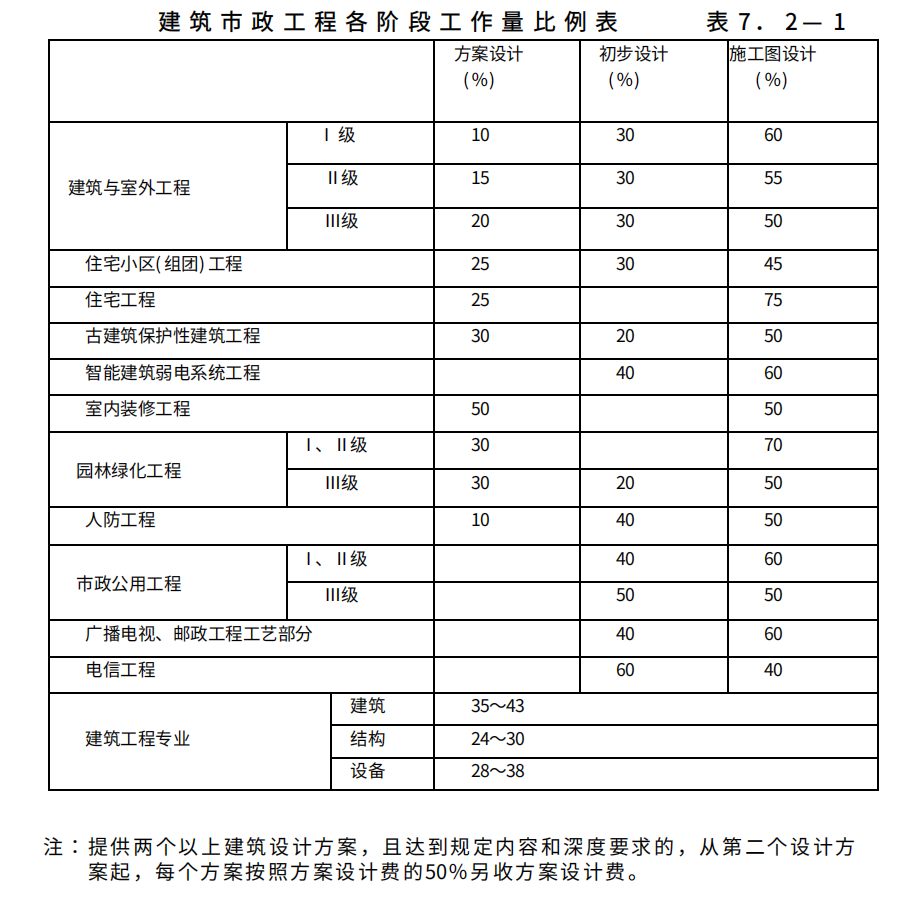 建筑市政工程各阶段工作量比例表 表7．2—1
方案设计 初步设计 施工图设计
(%) (%) (%)
建筑与室外工程 Ⅰ级 10 30 60
Ⅱ级 15 30 55
Ⅲ级 20 30 50
住宅小区(组团)工程 25 30 45
住宅工程 25 75
古建筑保护性建筑工程 30 20 50
智能建筑弱电系统工程 40 60
室内装修工程 50 50
园林绿化工程 Ⅰ、Ⅱ级 30 70
Ⅲ级 30 20 50
人防工程 10 40 50
市政公用工程 Ⅰ、Ⅱ级 40 60
Ⅲ级 50 50
广播电视、邮政工程工艺部分 40 60
电信工程 60 40
建筑工程专业 建筑 35～43
结构 24～30
设备 28～38
注：提供两个以上建筑设计方案，且达到规定内容和深度要求的，从第二个设计方
案起，每个方案按照方案设计费的50%另收方案设计费。